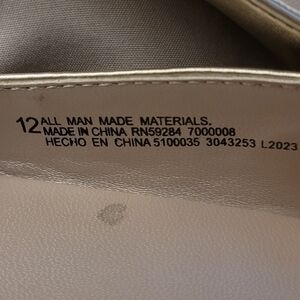 12 ALL MAN MADE MATERIALS.
MADE IN CHINA RN59284 7000008
HECHO EN CHINA 5100035 3043253 L2023